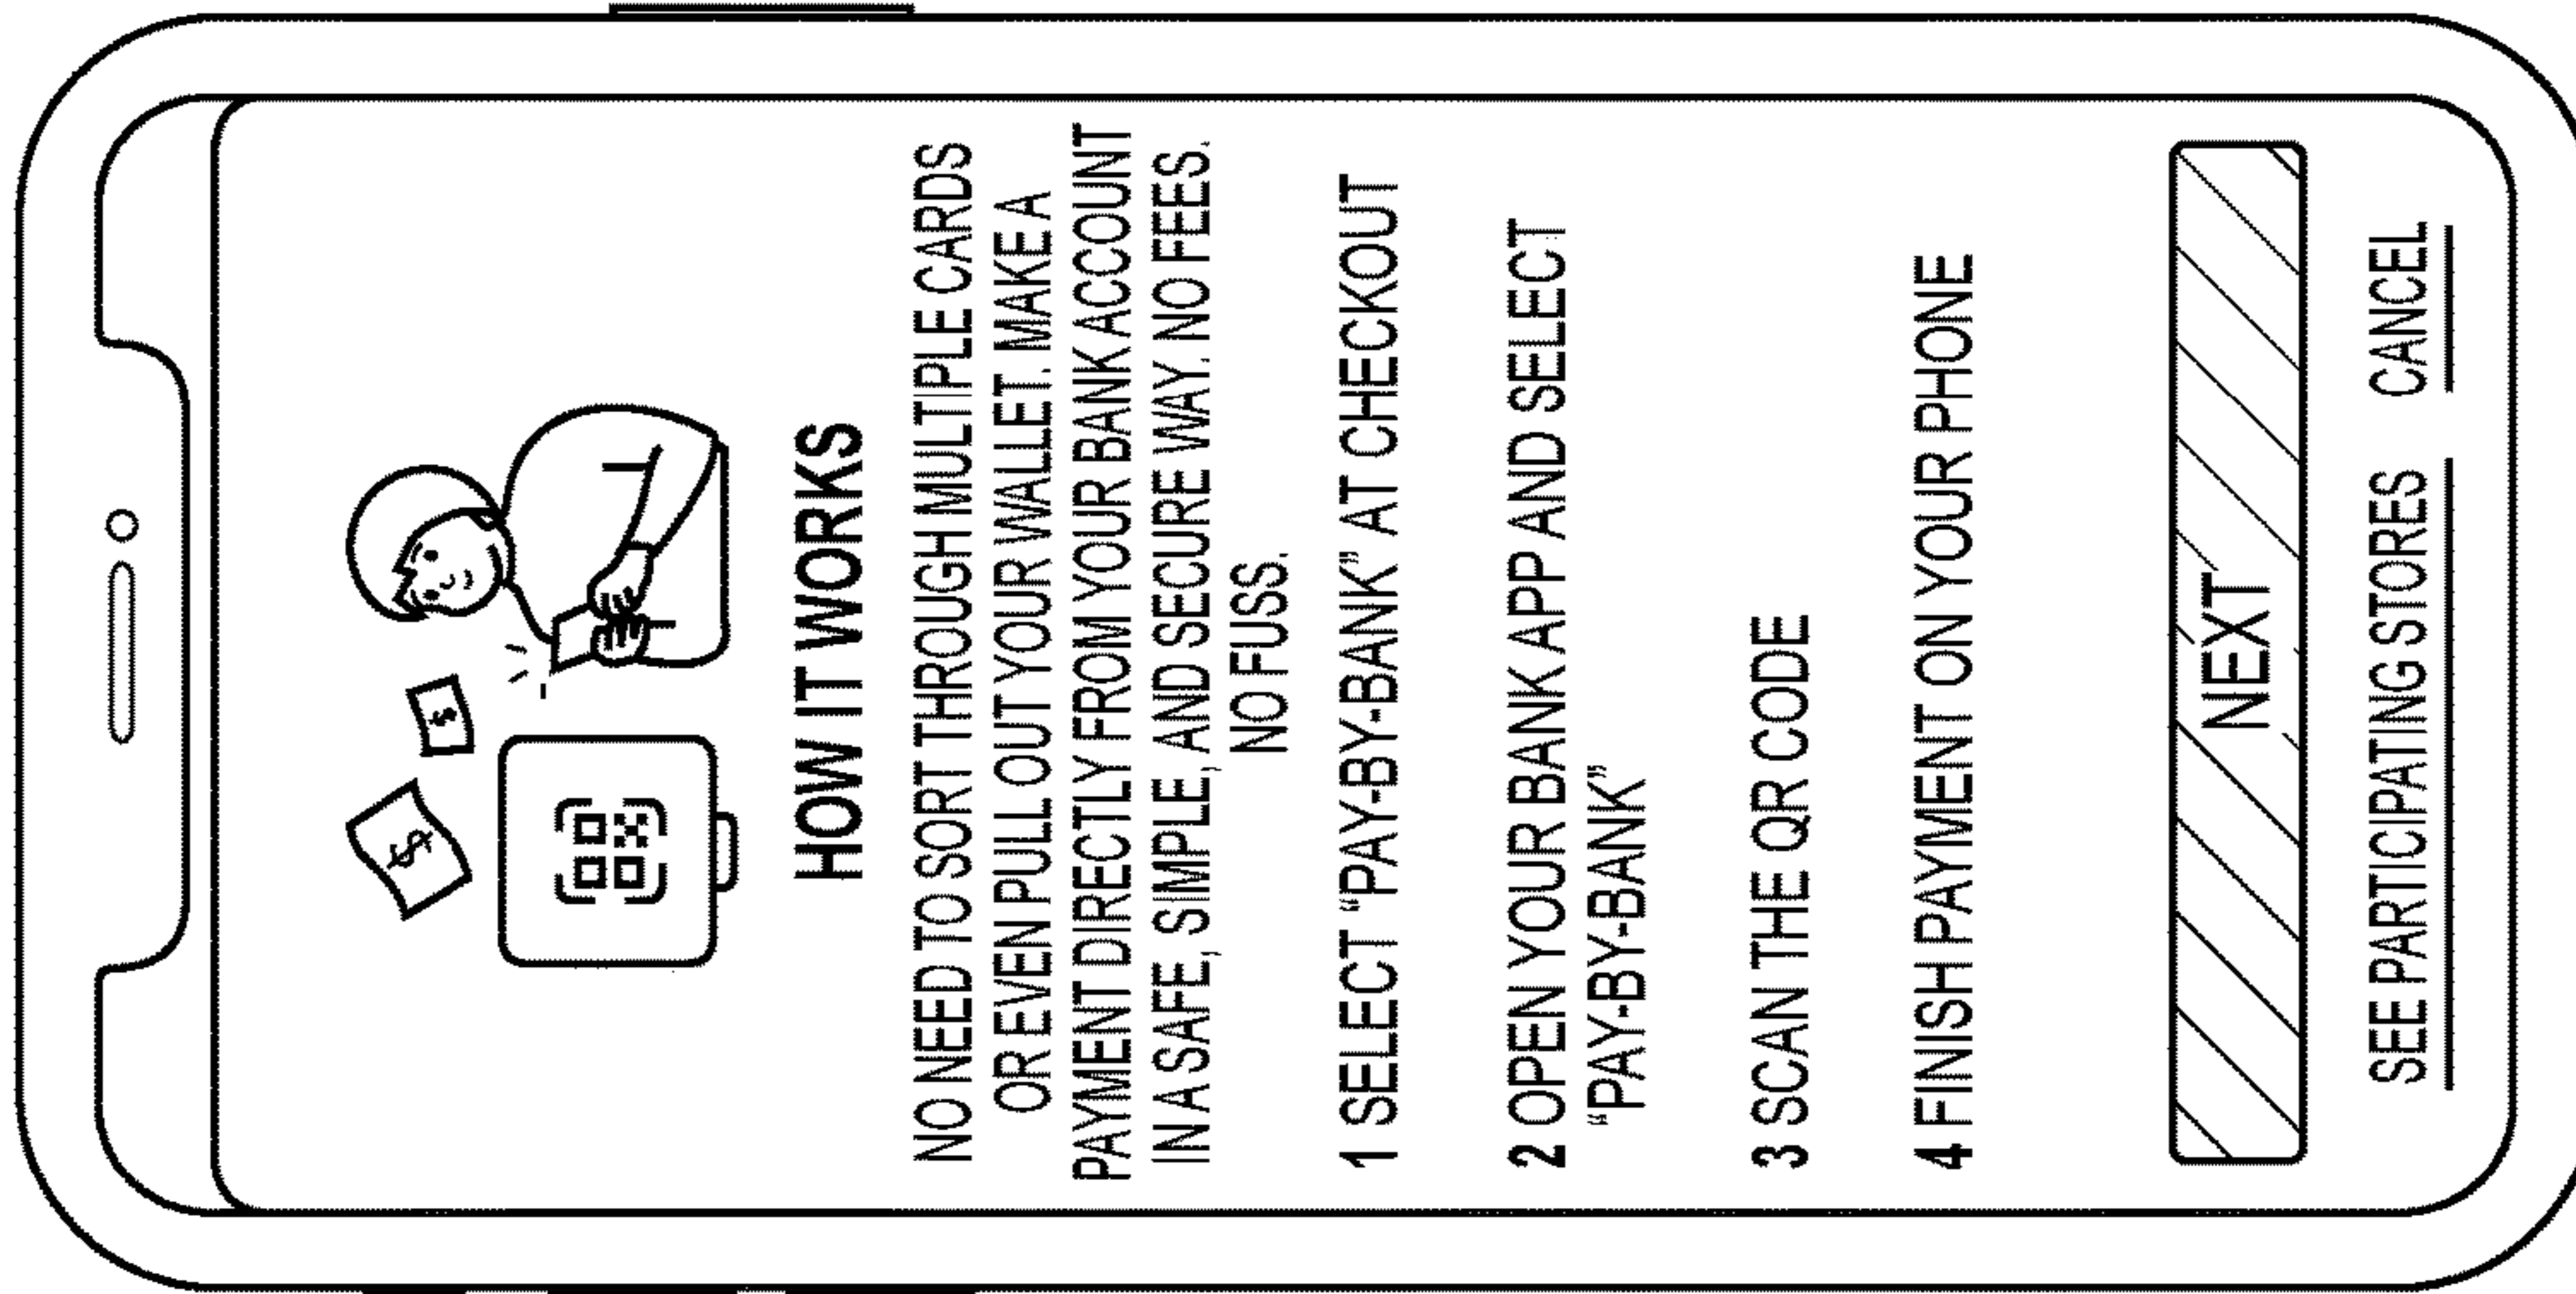 $
$
HOW IT WORKS
NO NEED TO SORT THROUGH MULTIPLE CARDS
OR EVEN PULL OUT YOUR WALLET. MAKE A
PAYMENT DIRECTLY FROM YOUR BANK ACCOUNT
IN A SAFE, SIMPLE, AND SECURE WAY. NO FEES.
NO FUSS.
1 SELECT “PAY-BY-BANK” AT CHECKOUT
2 OPEN YOUR BANK APP AND SELECT
“PAY-BY-BANK”
3 SCAN THE QR CODE
4 FINISH PAYMENT ON YOUR PHONE
NEXT
SEE PARTICIPATING STORES CANCEL